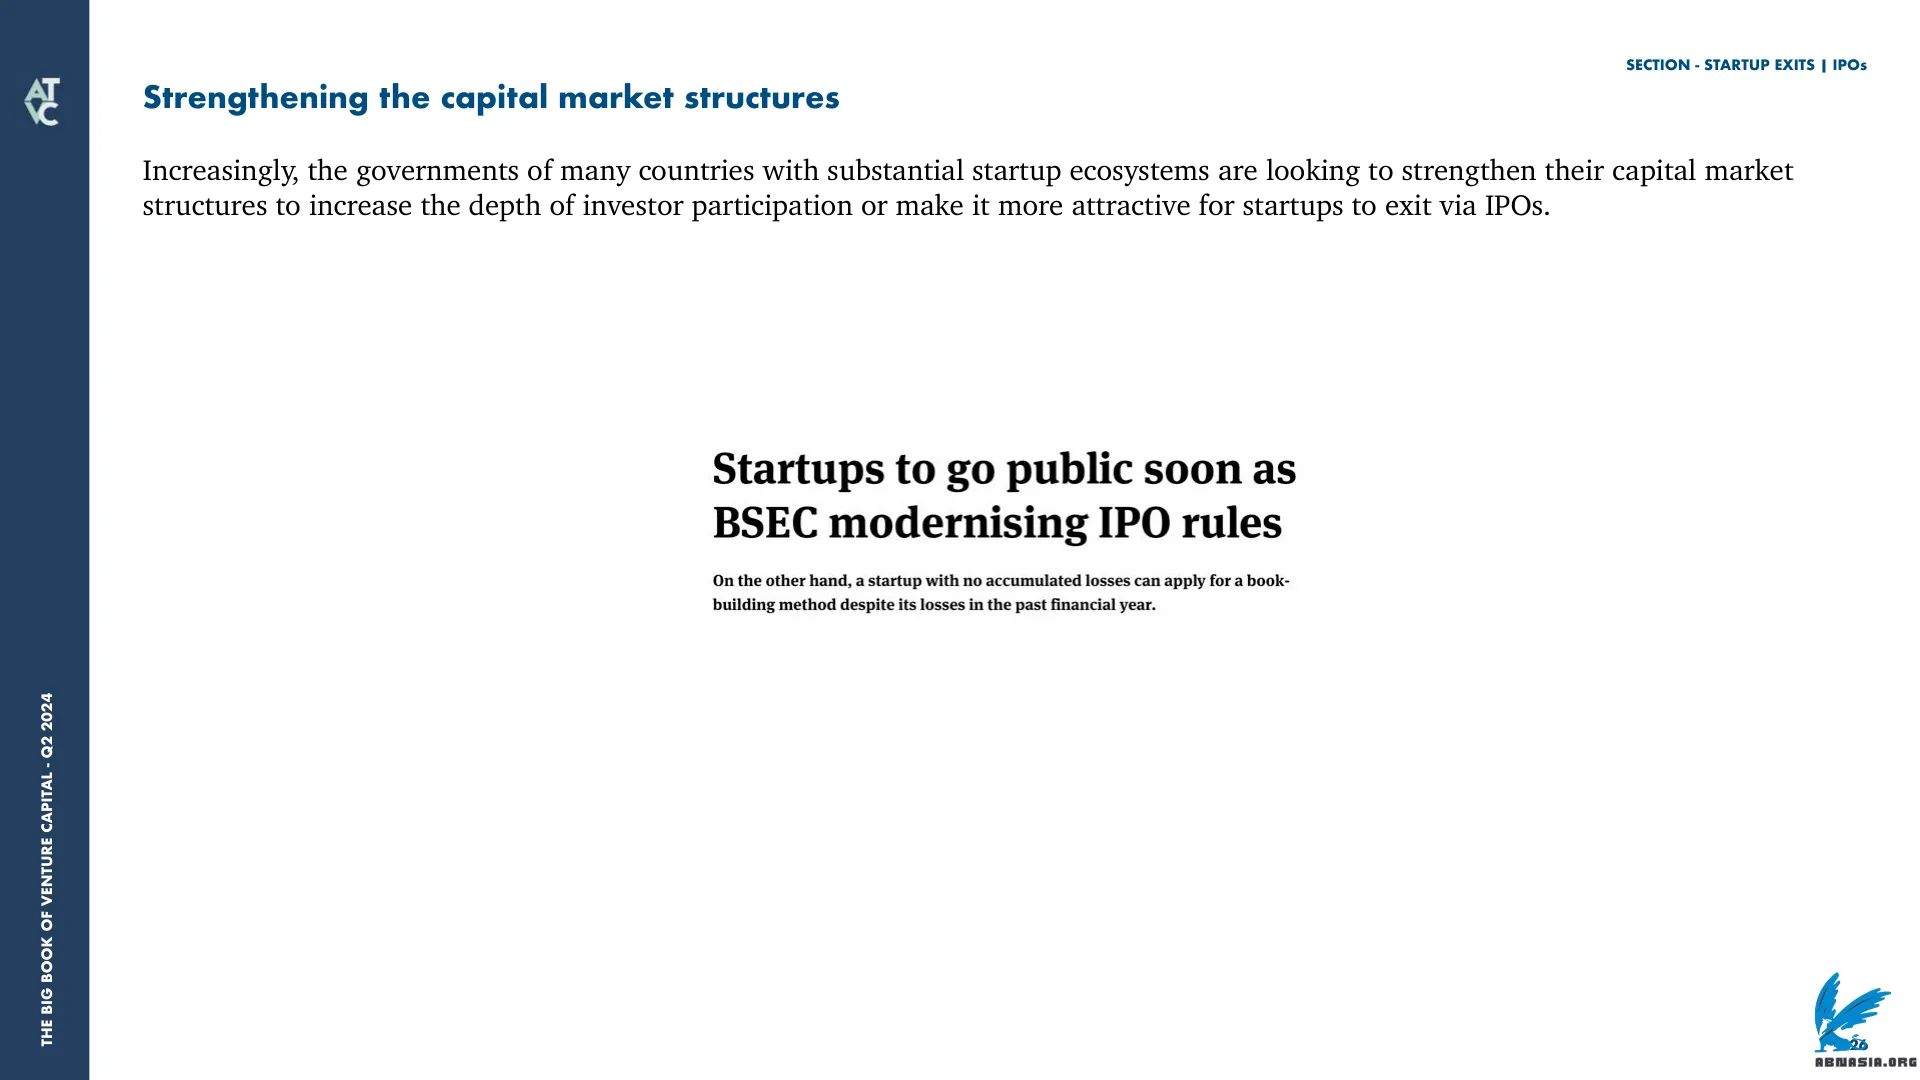 SECTION - STARTUP EXITS | IPOs
AT
VC
Strengthening the capital market structures
Increasingly, the governments of many countries with substantial startup ecosystems are looking to strengthen their capital market
structures to increase the depth of investor participation or make it more attractive for startups to exit via IPOs.
Startups to go public soon as
BSEC modernising IPO rules
On the other hand, a startup with no accumulated losses can apply for a book-
building method despite its losses in the past financial year.
THE BIG BOOK OF VENTURE CAPITAL - Q2 2024
26
ABNASIA.ORG